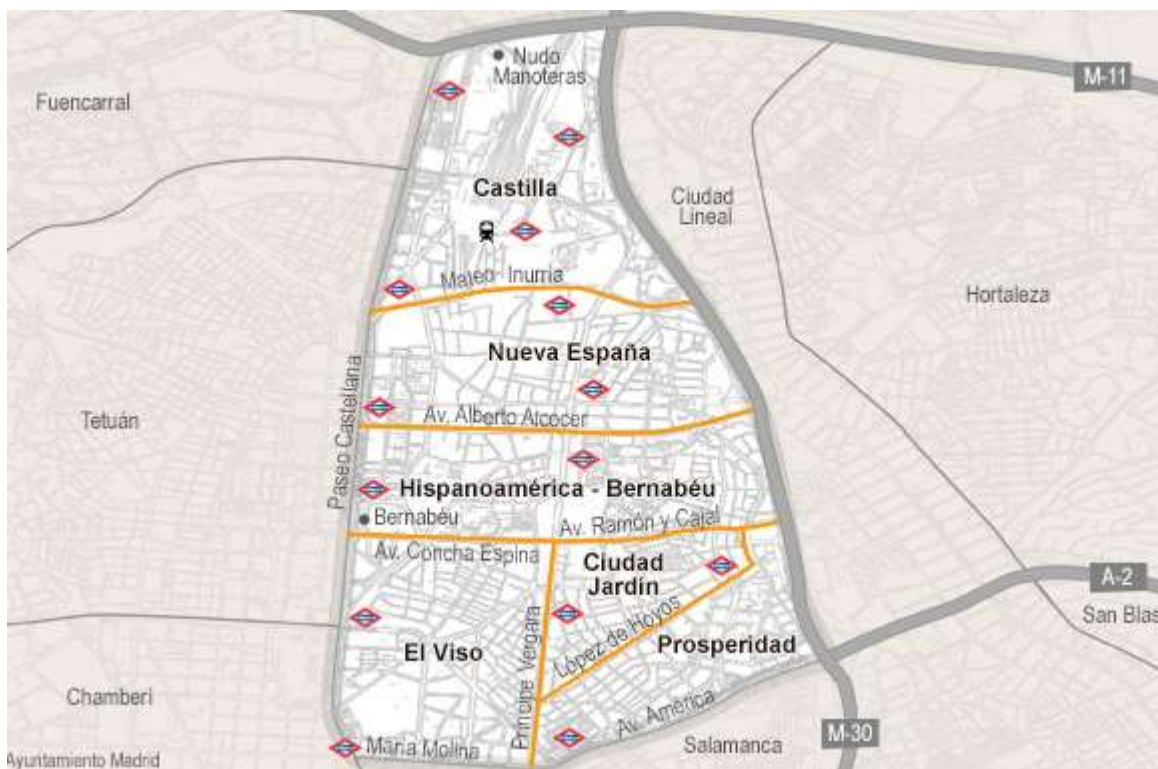 Nudo
Manoteras
M-11
Fuencarral
Castilla
Ciudad
Lineal
Mateo Inurria
Hortaleza
Nueva España
Paseo Castellana
Av. Alberto Alcocer
Tetuán
Hispanoamérica - Bernabéu
Bernabéu
Av. Ramón y Cajal
Av. Concha Espina
Ciudad
Jardín
A-2
San Blas
López de Hoyos
Príncipe Vergara
El Viso
Prosperidad
Chamberí
Av. América
María Molina
Salamanca
M-30
Ayuntamiento Madrid